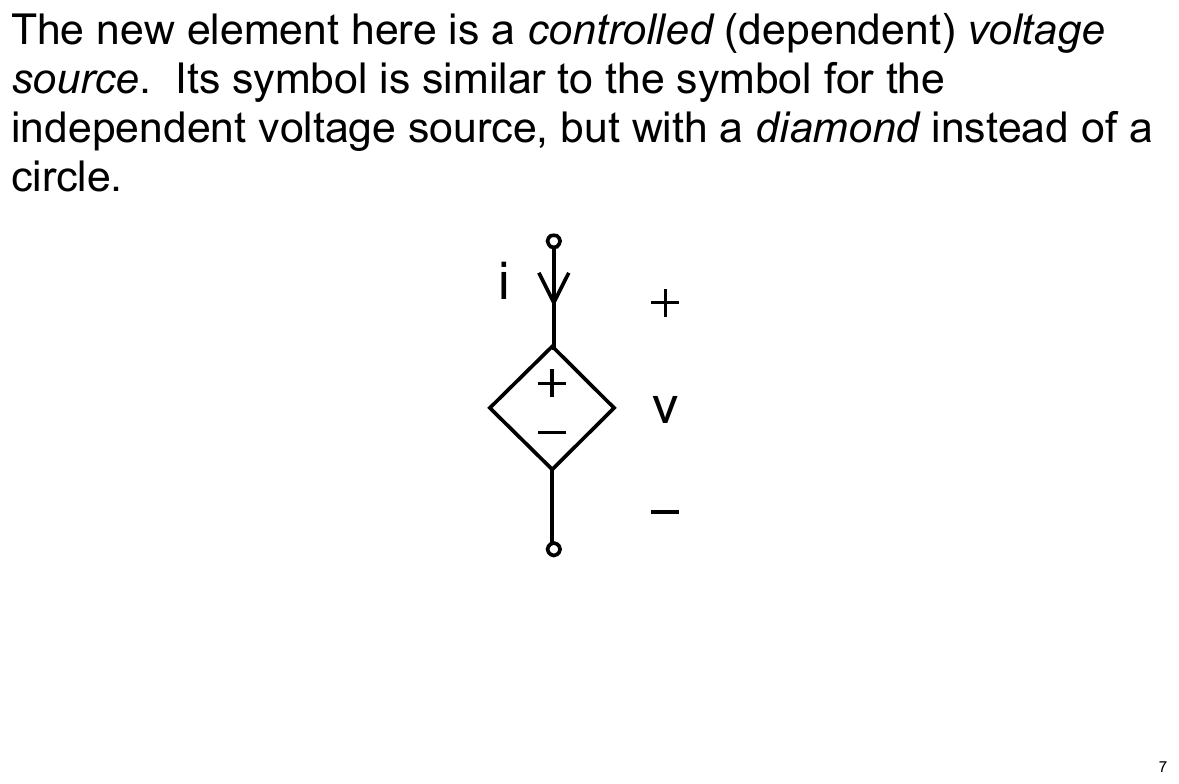 The new element here is a controlled (dependent) voltage
source.  Its symbol is similar to the symbol for the
independent voltage source, but with a diamond instead of a
circle.
i
+
+
v
–
–
7